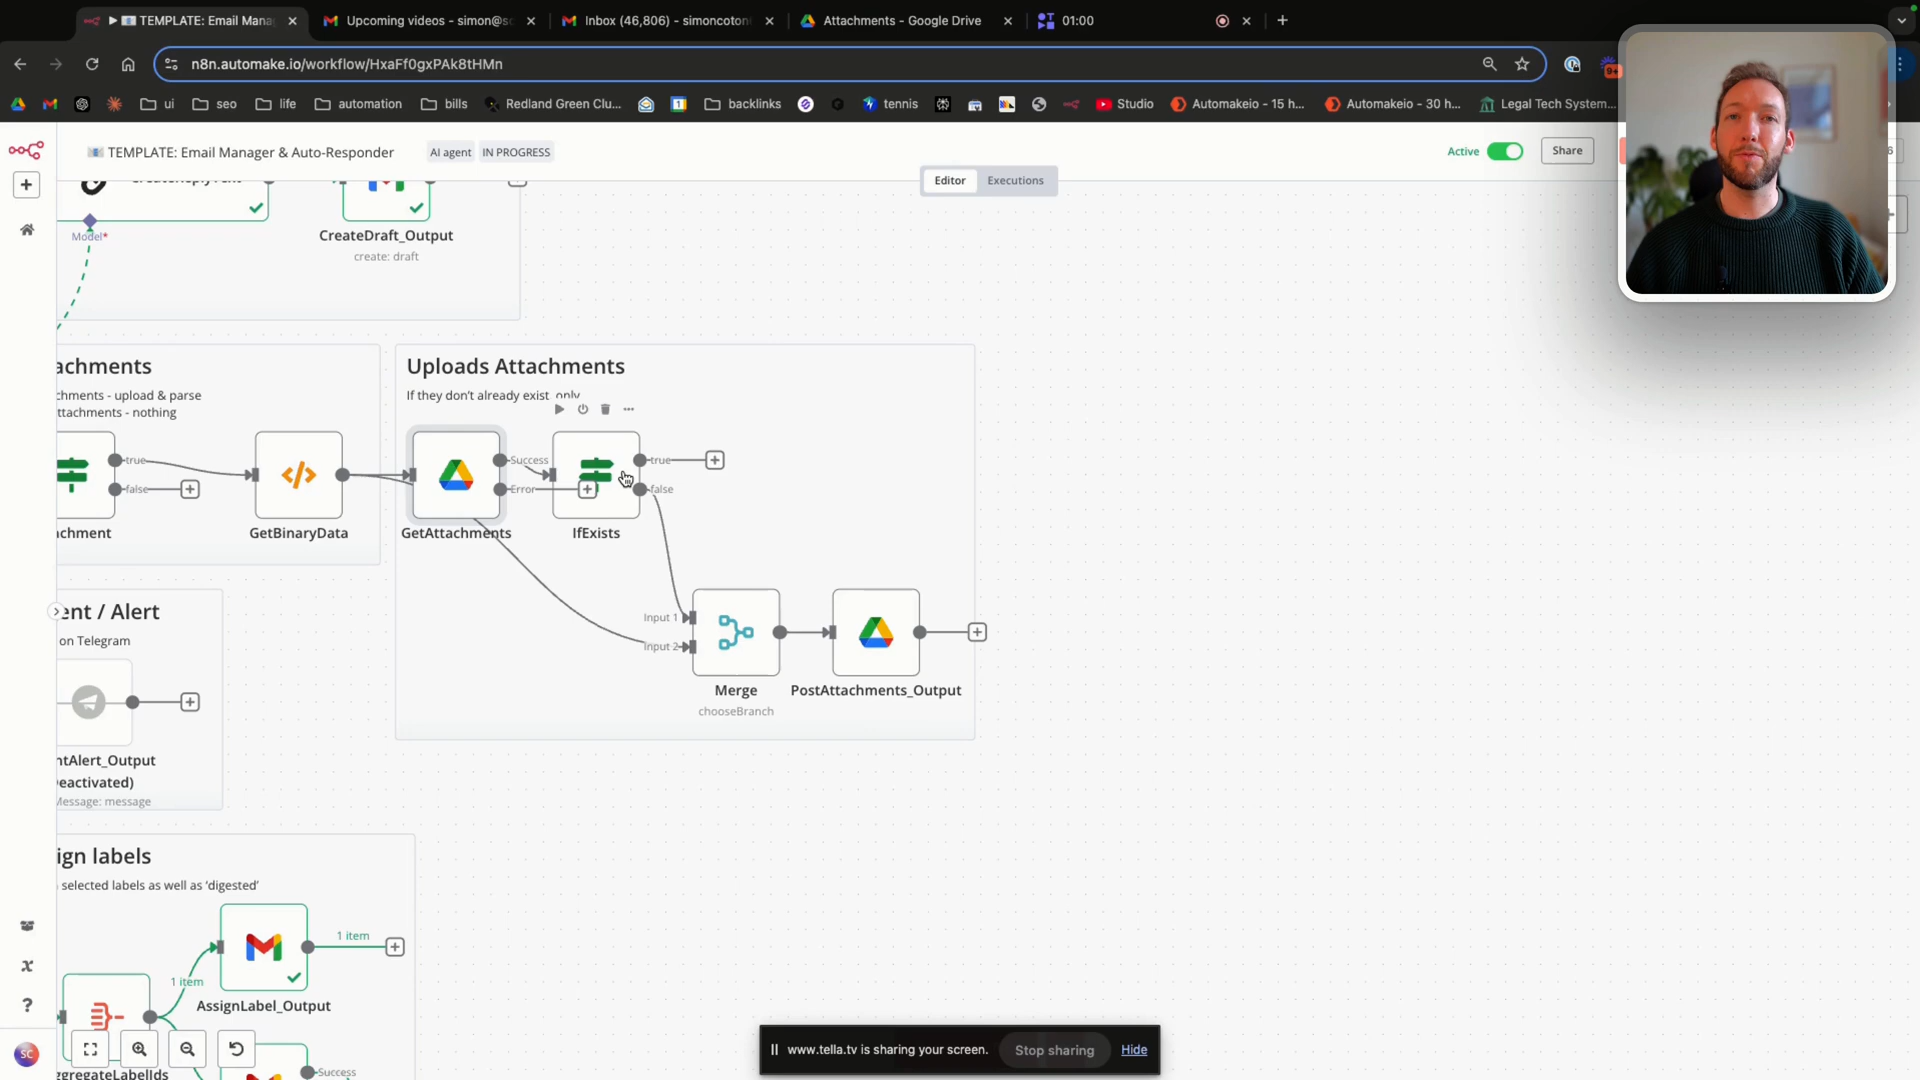 TEMPLATE: Email Mana
Upcoming videos - simon@s
Inbox (46,806) - simoncoton
Attachments - Google Drive
01:00
n8n.automake.io/workflow/HxaFf0gxPAk8tHMn
ui
seo
life
automation
bills
Redland Green Clu...
backlinks
tennis
Studio
Automakeio - 15 h...
Automakeio - 30 h...
Legal Tech System...
TEMPLATE: Email Manager & Auto-Responder
AI agent
IN PROGRESS
Active
Share
Editor
Executions
Model*
CreateDraft_Output
create: draft
achments
chments - upload & parse
ttachments - nothing
true
false
achment
GetBinaryData
Uploads Attachments
If they don't already exist only
Success
Error
GetAttachments
IfExists
true
false
Input 1
Input 2
Merge
chooseBranch
PostAttachments_Output
ent / Alert
on Telegram
ntAlert_Output
Deactivated)
Message: message
ign labels
selected labels as well as 'digested'
1 item
1 item
AssignLabel_Output
ggregateLabelIds
Success
SC
www.tella.tv is sharing your screen.
Stop sharing
Hide